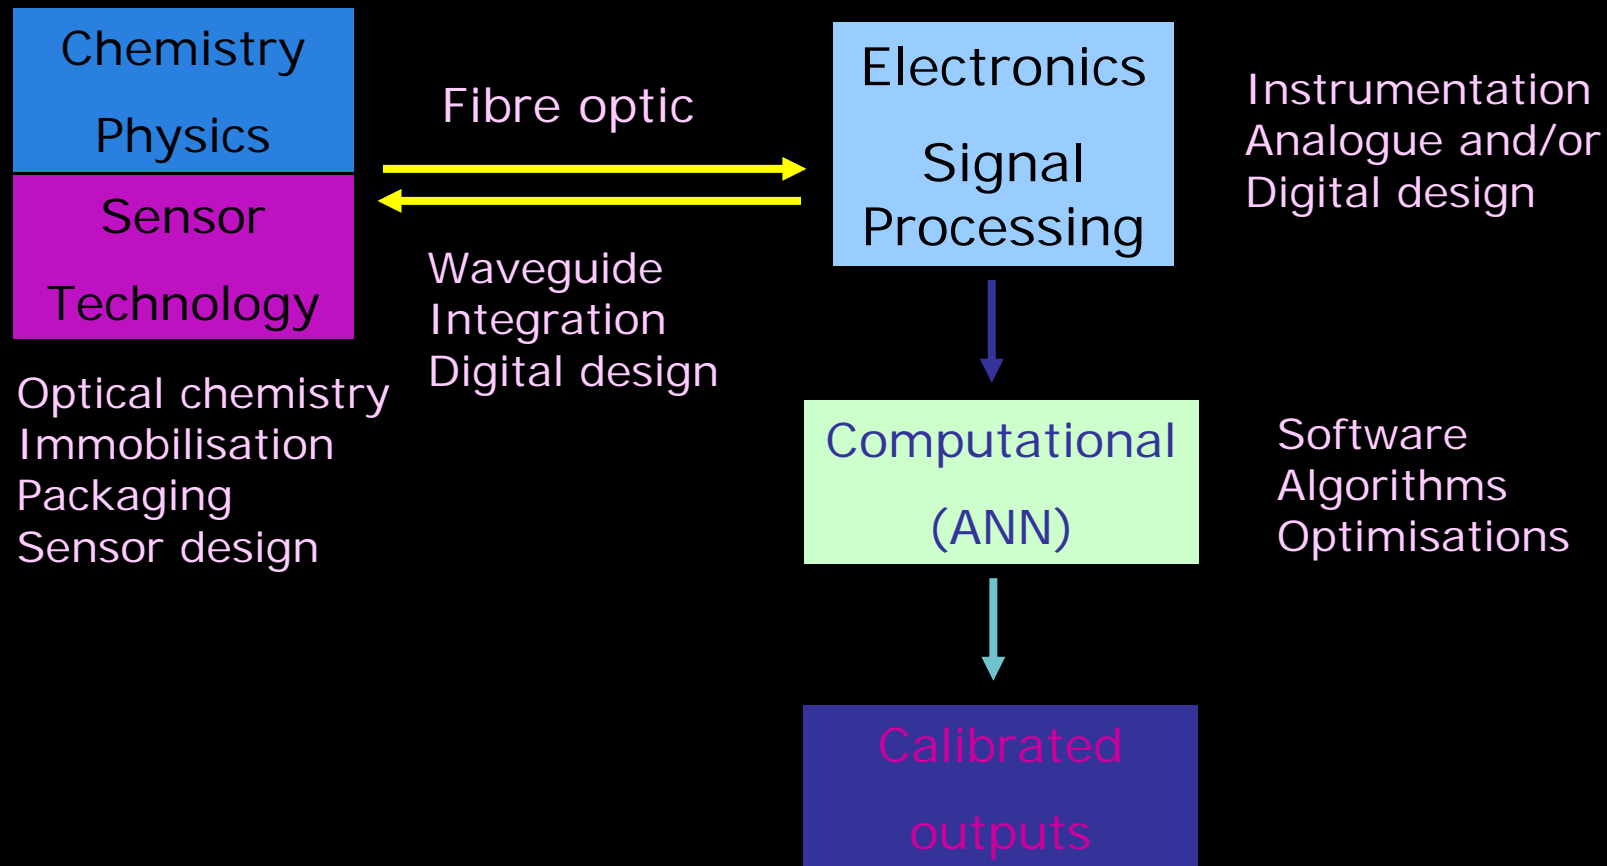 Chemistry
Physics
Sensor
Technology
Optical chemistry
Immobilisation
Packaging
Sensor design
Fibre optic
Waveguide
Integration
Digital design
Electronics
Signal
Processing
Instrumentation
Analogue and/or
Digital design
Computational
(ANN)
Software
Algorithms
Optimisations
Calibrated
outputs